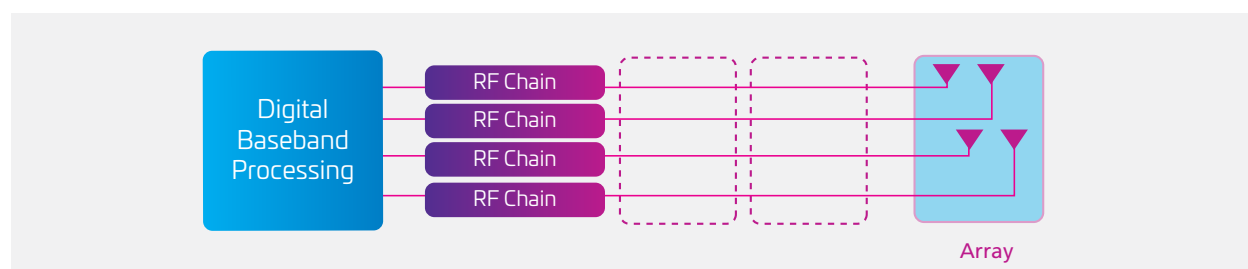 Digital
Baseband
Processing
RF Chain
RF Chain
RF Chain
RF Chain
Array